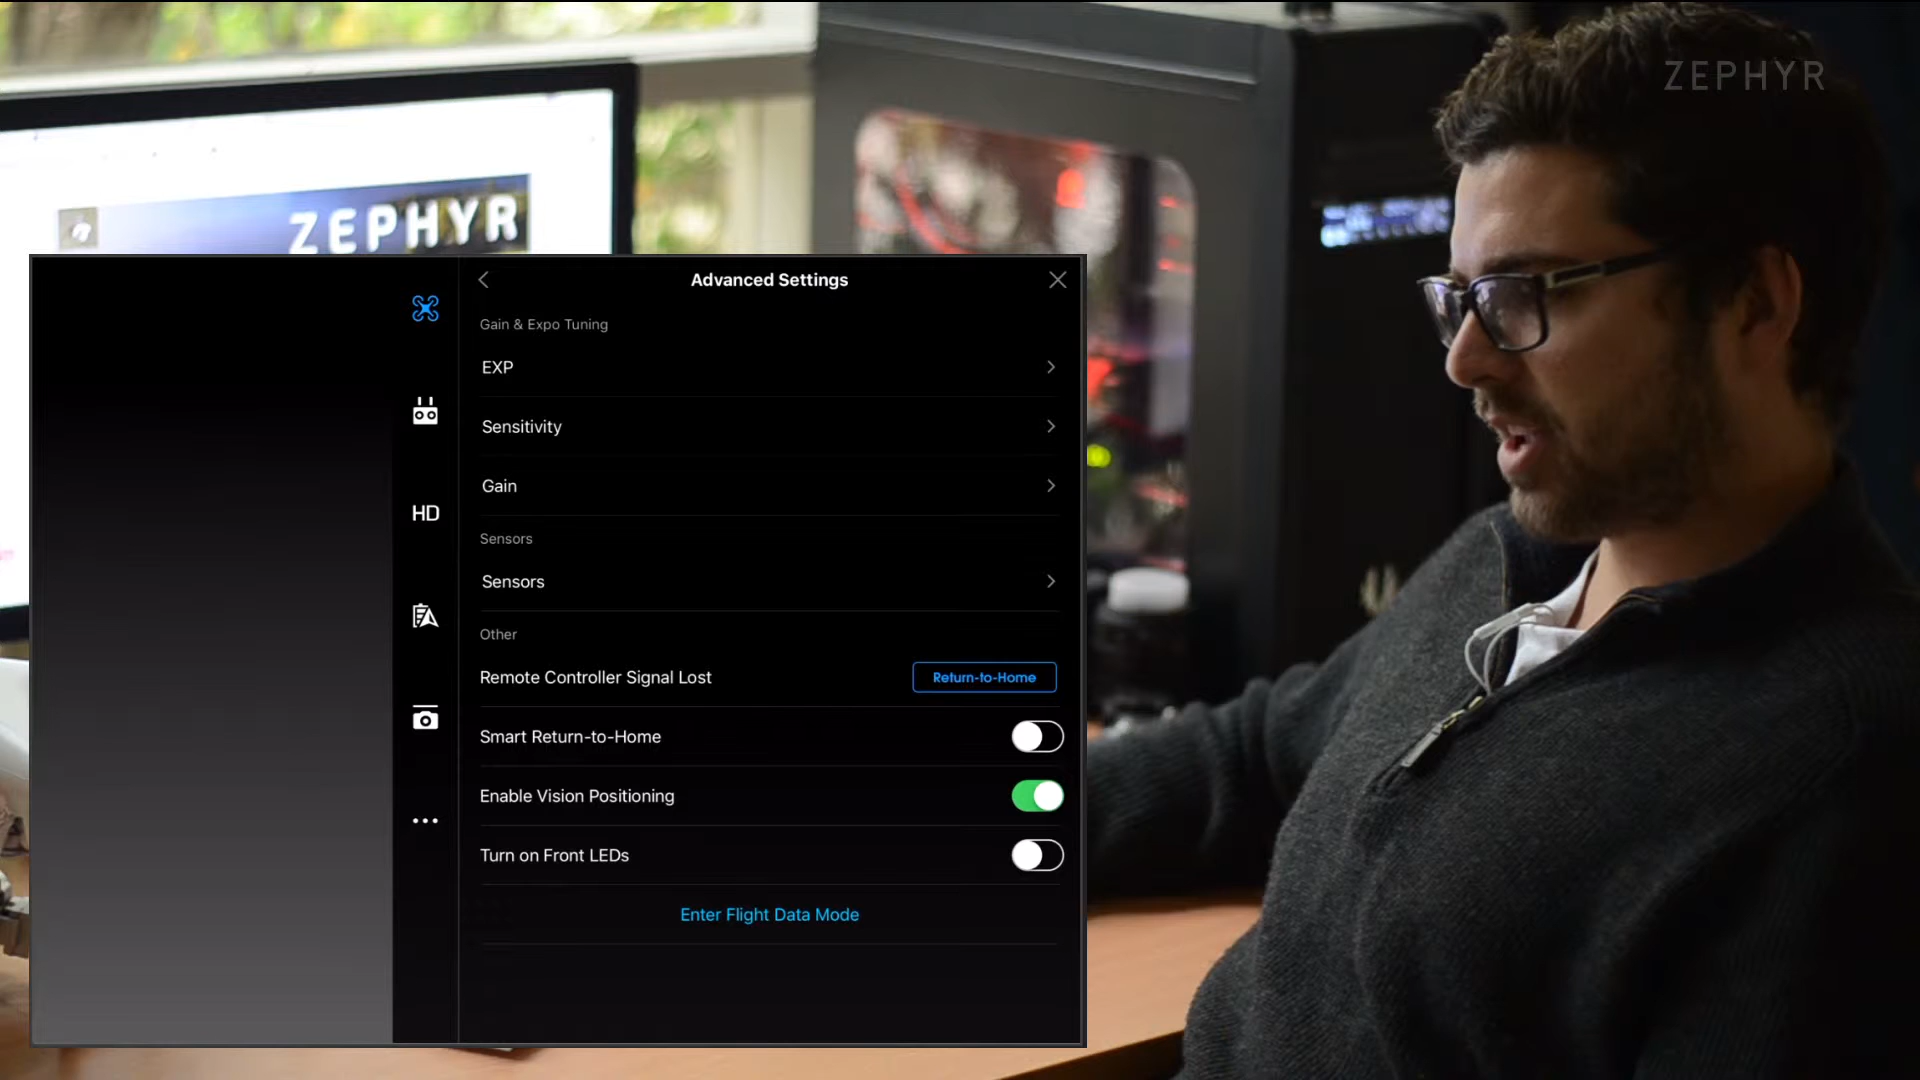 ZEPHYR
ZEPHYR
Advanced Settings
Gain & Expo Tuning
EXP
Sensitivity
Gain
HD
Sensors
Sensors
Other
Remote Controller Signal Lost
Return-to-Home
Smart Return-to-Home
Enable Vision Positioning
Turn on Front LEDs
Enter Flight Data Mode